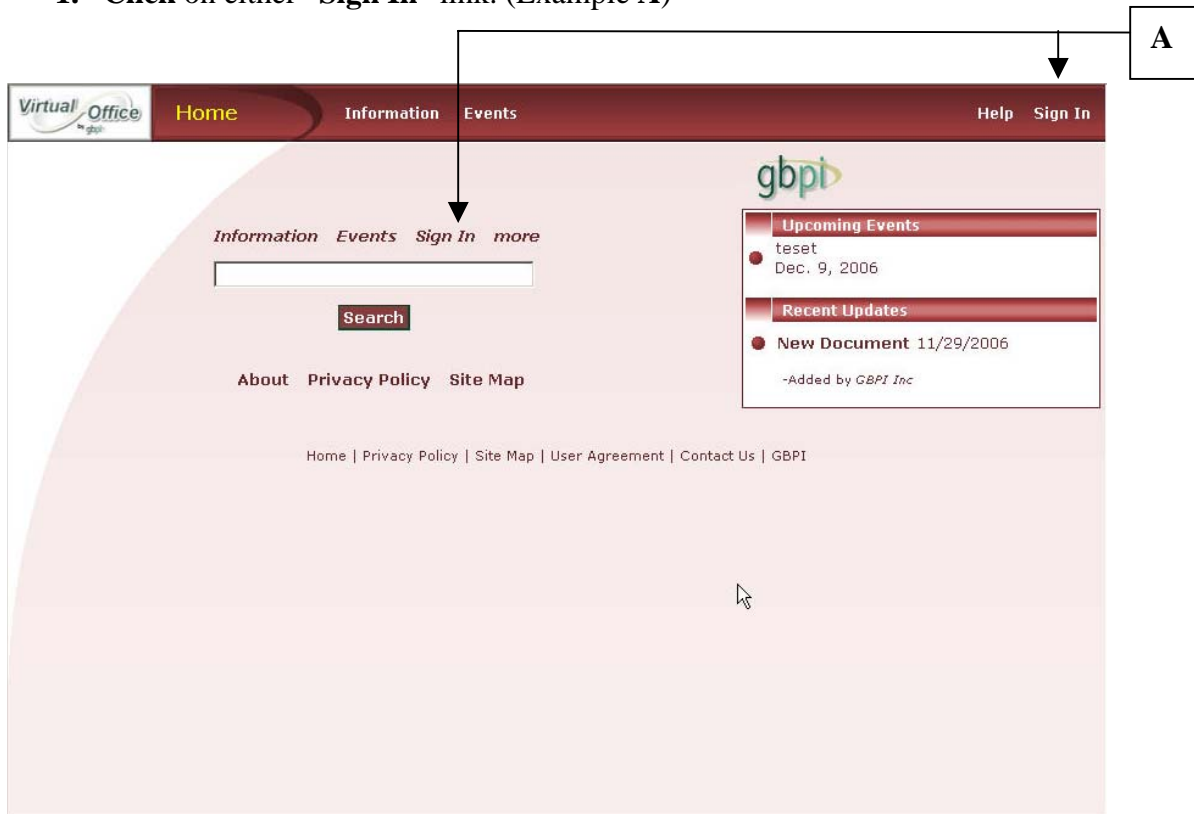 1. Click on either "Sign In" link. (Example A)
A
Virtual Office
by gbpi
Home Information Events Help Sign In
gbpi
Information Events Sign In more
Search
About Privacy Policy Site Map
Upcoming Events
teset
Dec. 9, 2006
Recent Updates
New Document 11/29/2006
-Added by GBPI Inc
Home | Privacy Policy | Site Map | User Agreement | Contact Us | GBPI